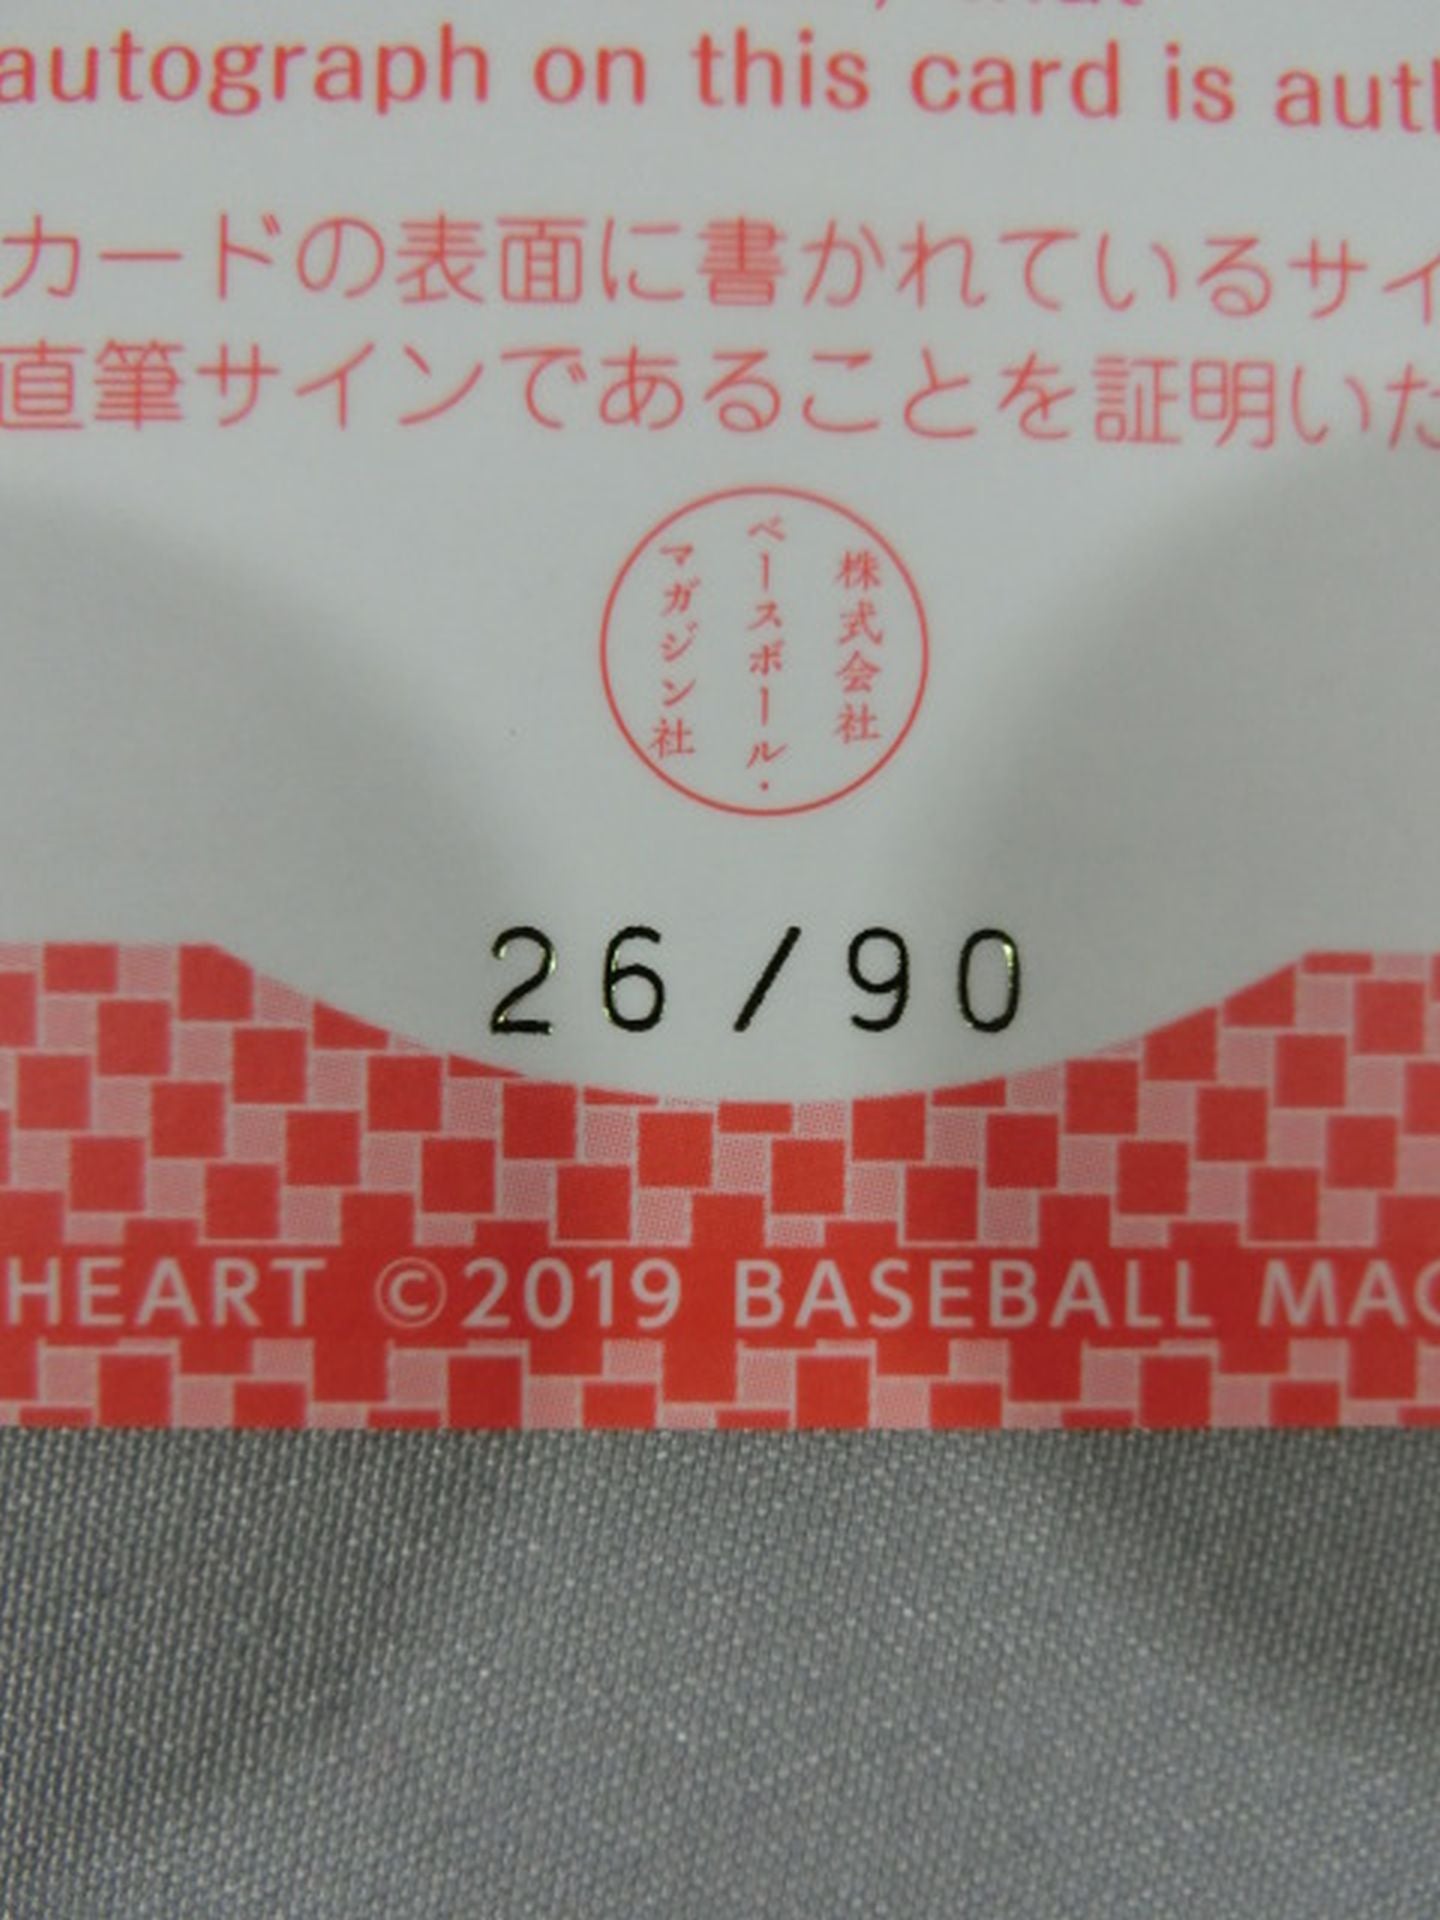 autograph on this card is
カードの表面に書かれているサイ
直筆サインであることを証明いた
株式会社
ベースボール・
マガジン社
26/90
HEART ©2019 BASEBALL